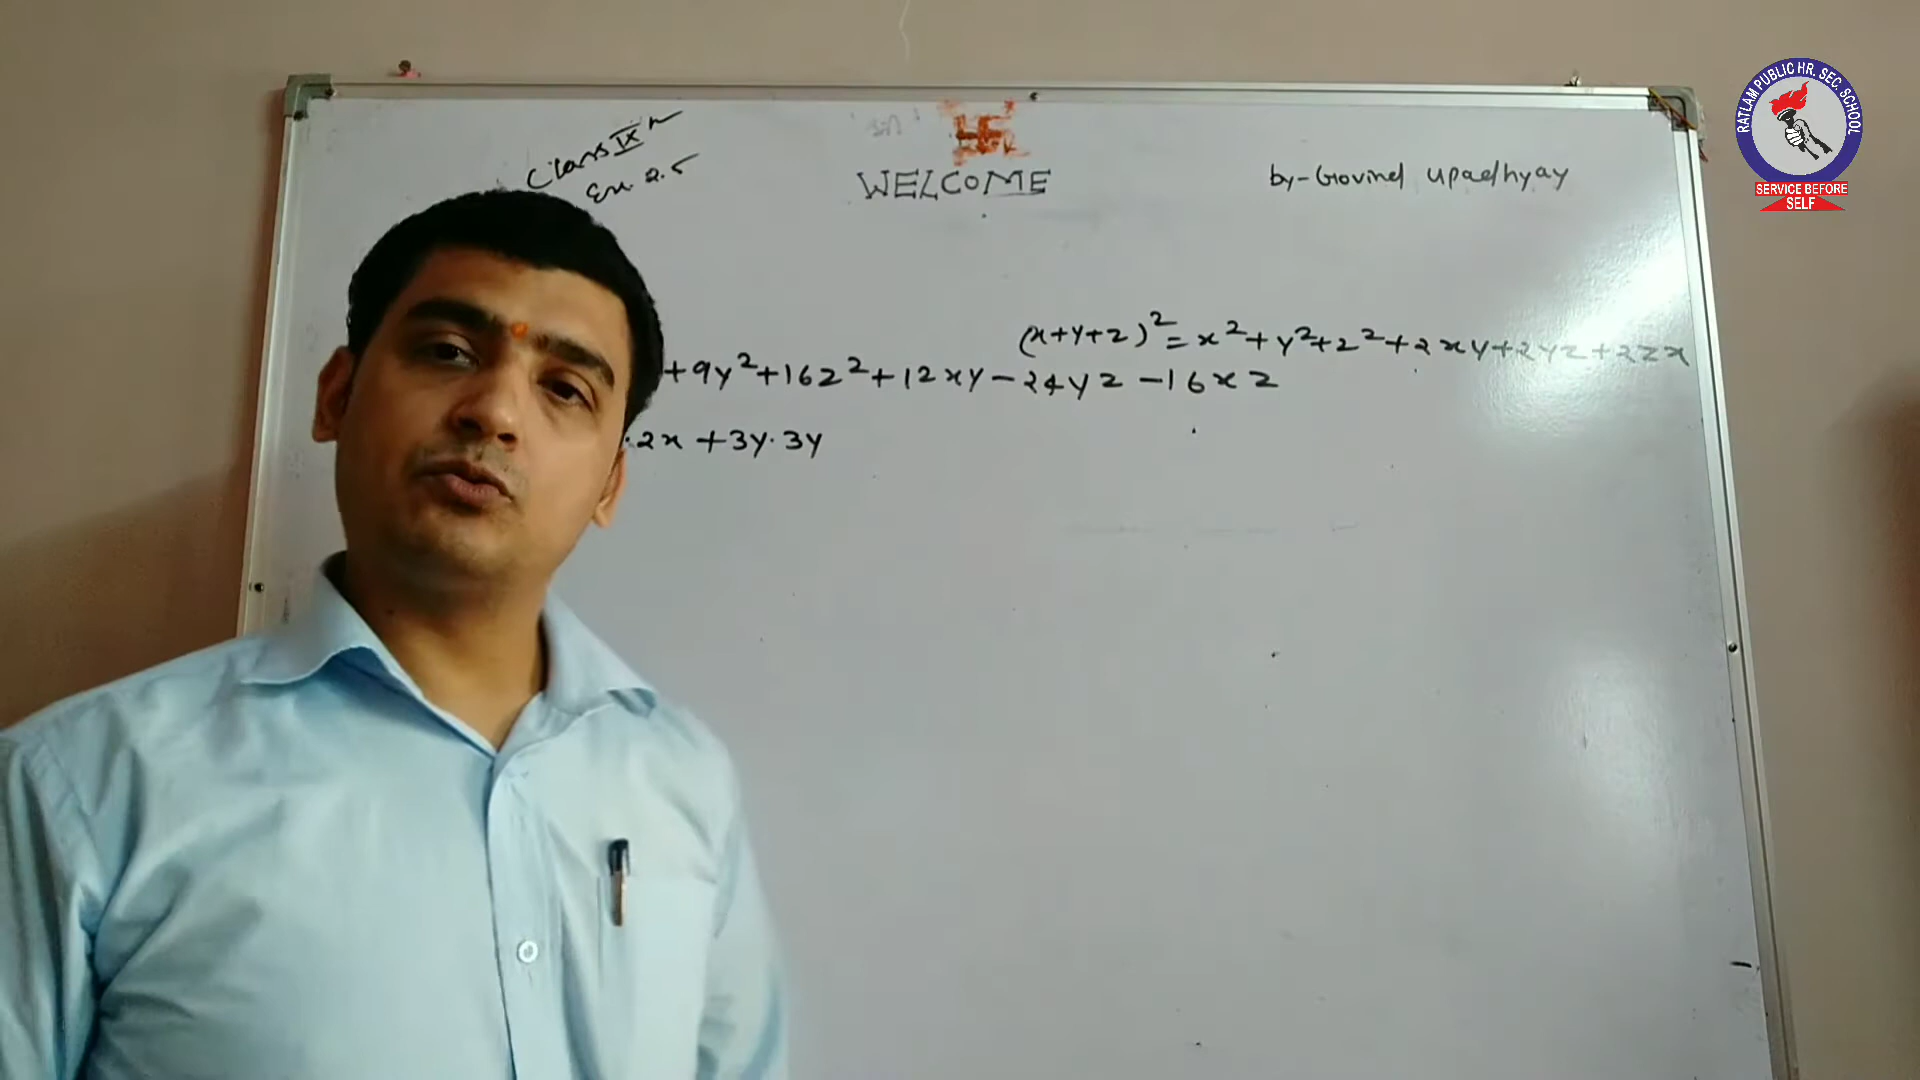 Class IX
Ex. 2.5
WELCOME
by-Govind Upadhyay
(x+y+z)²=x²+y²+z²+2xy+2yz+2zx
+9y²+16z²+12xy-24yz-16xz
.2x+3y.3y
RATLAM PUBLIC HR. SEC. SCHOOL
SERVICE BEFORE
SELF